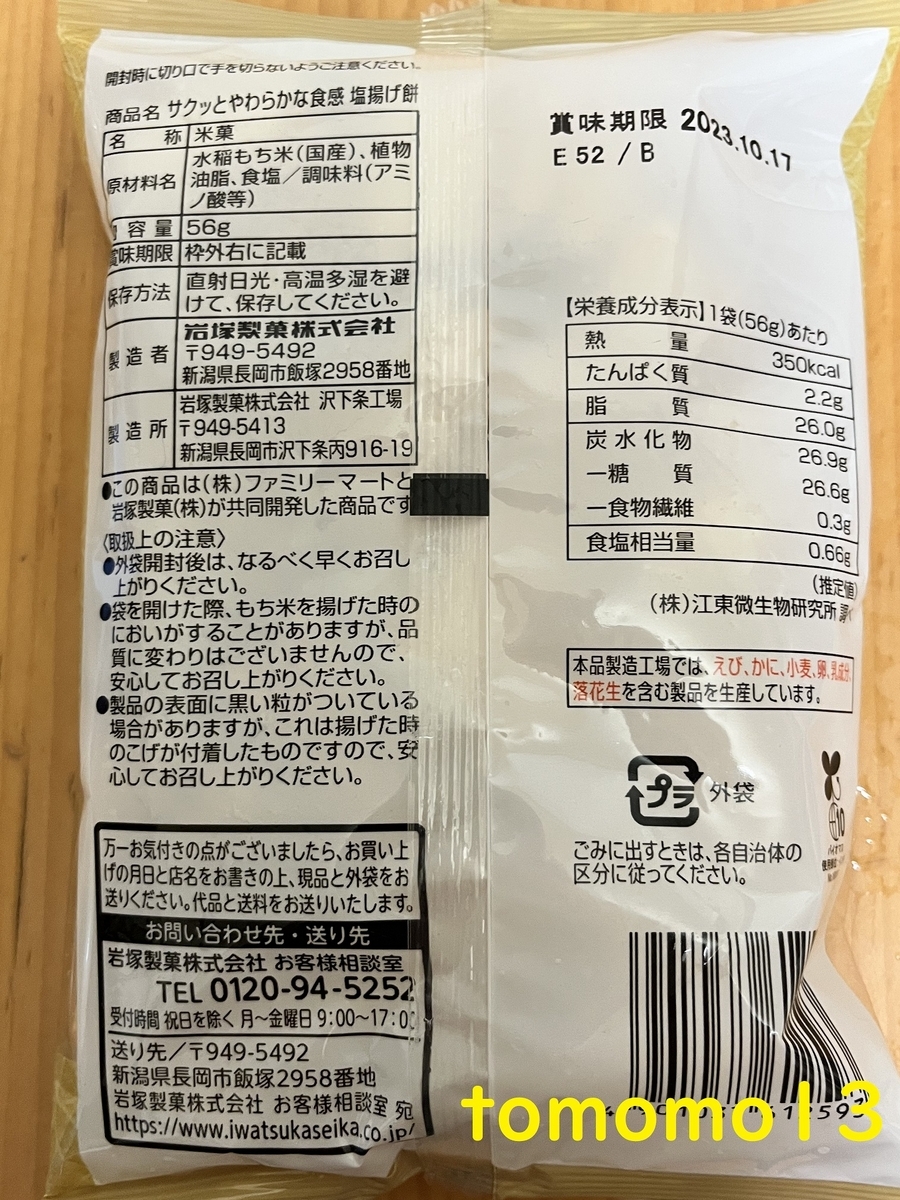 開封時に切り口で手を切らないようご注意ください。
商品名 サクッとやわらかな食感 塩揚げ餅
名 称 米菓
原材料名 水稲もち米(国産)、植物
油脂、食塩／調味料(アミ
ノ酸等)
容量 56g
賞味期限 枠外右に記載
保存方法 直射日光・高温多湿を避
けて、保存してください。
製造者 岩塚製菓株式会社
〒949-5492
新潟県長岡市飯塚2958番地
製造所 岩塚製菓株式会社 沢下条工場
〒949-5413
新潟県長岡市沢下条丙916-19
●この商品は(株)ファミリーマートと
岩塚製菓(株)が共同開発した商品です
〈取扱上の注意〉
●外袋開封後は、なるべく早くお召し
上がりください。
●袋を開けた際、もち米を揚げた時の
においがすることがありますが、品
質に変わりはございませんので、
安心してお召し上がりください。
●製品の表面に黒い粒がついている
場合がありますが、これは揚げた時
のこげが付着したものですので、安
心してお召し上がりください。
万一お気付きの点がございましたら、お買い上
げの月日と店名をお書きの上、現品と外袋をお
送りください。代品と送料をお送りいたします。
お問い合わせ先・送り先
岩塚製菓株式会社 お客様相談室
TEL 0120-94-5252
受付時間 祝日を除く 月～金曜日 9:00～17:0
送り先／〒949-5492
新潟県長岡市飯塚2958番地
岩塚製菓株式会社 お客様相談室 宛
https://www.iwatsukaseika.co.jp/
賞味期限 2023.10.17
E 52 / B
【栄養成分表示】1袋(56g)あたり
熱量 350kcal
たんぱく質 2.2g
脂質 26.0g
炭水化物 26.9g
－糖質 26.6g
－食物繊維 0.3g
食塩相当量 0.66g
(推定値)
(株)江東微生物研究所 調べ
本品製造工場では、えび、かに、小麦、卵、乳成分、
落花生を含む製品を生産しています。
プラ 外袋
10
ごみに出すときは、各自治体の
区分に従ってください。
tomomo13